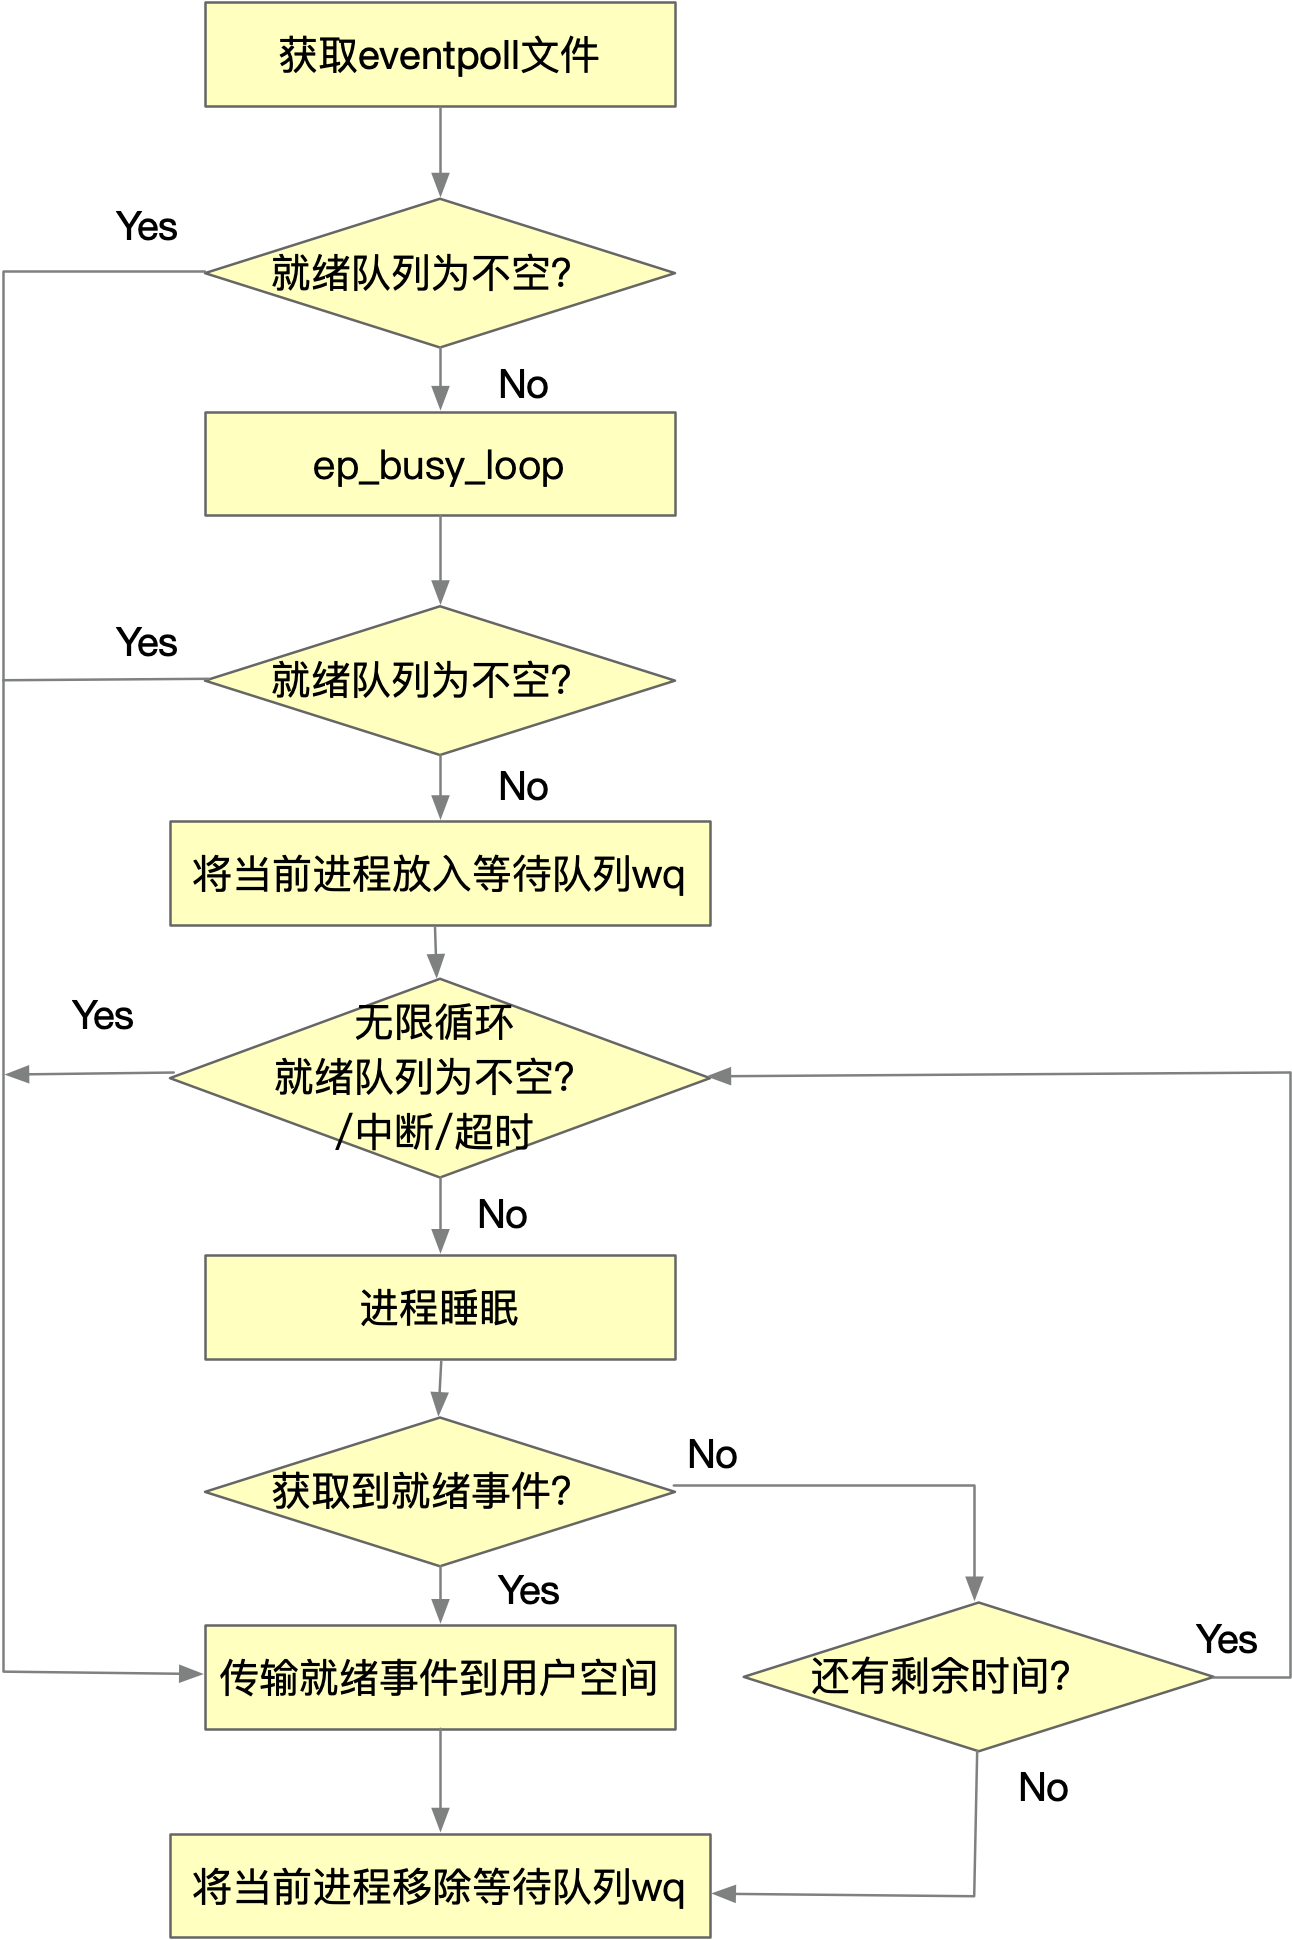 获取eventpoll文件
Yes
就绪队列为不空?
No
ep_busy_loop
Yes
就绪队列为不空?
No
将当前进程放入等待队列wq
Yes
无限循环
就绪队列为不空?
/中断/超时
No
进程睡眠
No
获取到就绪事件?
Yes
Yes
传输就绪事件到用户空间
还有剩余时间?
No
将当前进程移除等待队列wq